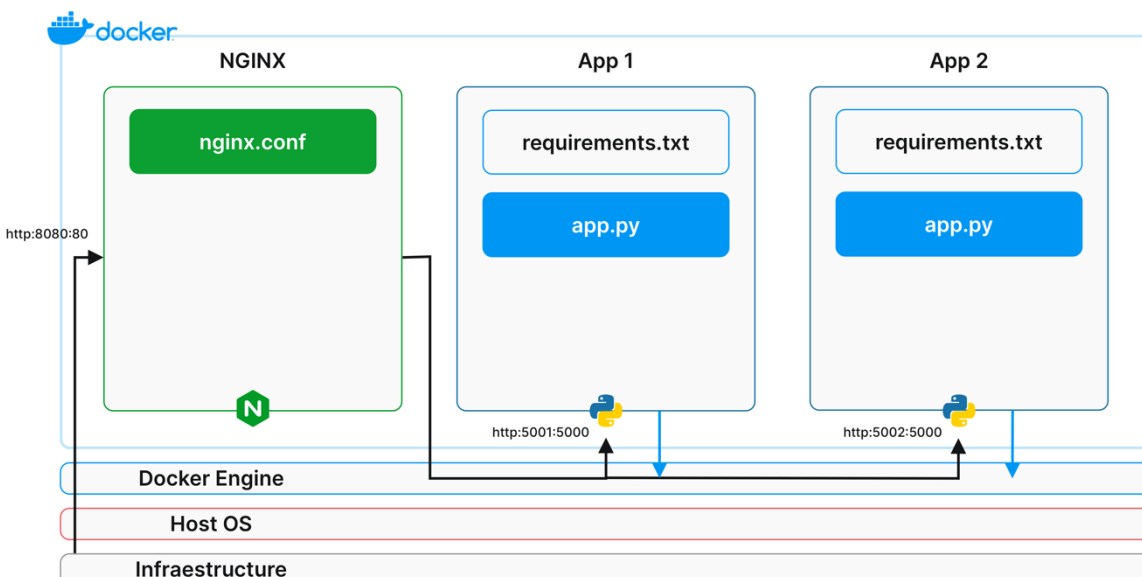 docker
NGINX
App 1
App 2
nginx.conf
requirements.txt
requirements.txt
app.py
app.py
http:8080:80
N
http:5001:5000
http:5002:5000
Docker Engine
Host OS
Infraestructure